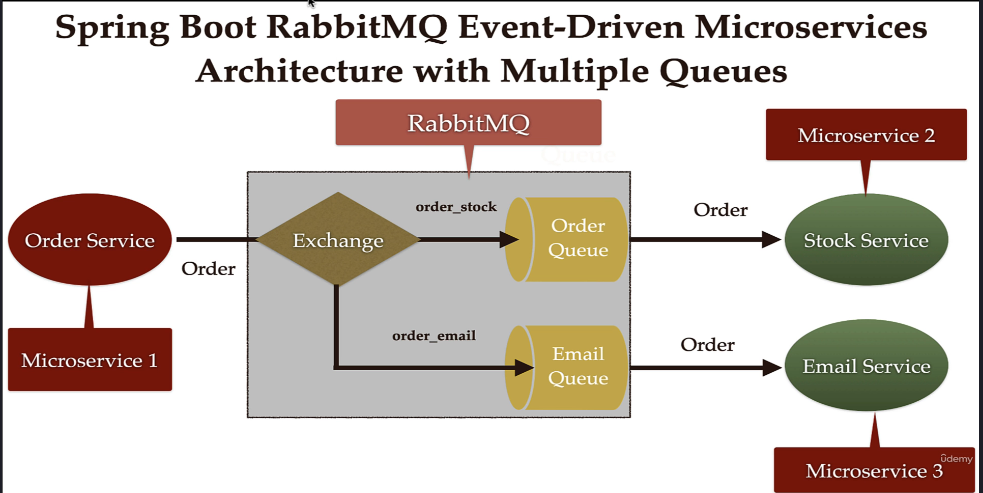 Spring Boot RabbitMQ Event-Driven Microservices
Architecture with Multiple Queues
RabbitMQ
Microservice 2
order_stock
Order
Queue
Order
Order Service
Exchange
Stock Service
Order
order_email
Microservice 1
Email
Queue
Order
Email Service
Microservice 3
ûdemy